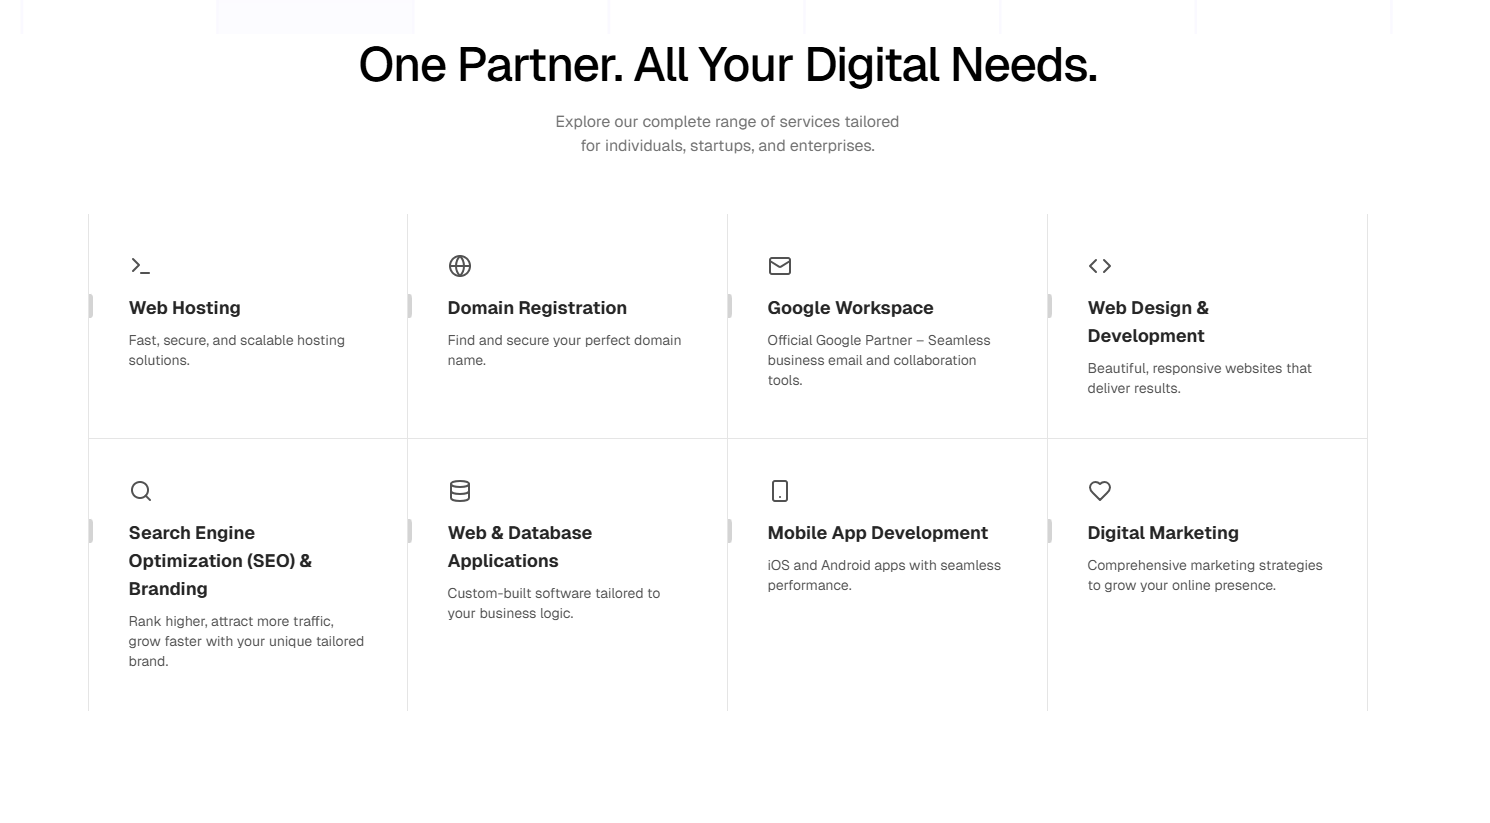 One Partner. All Your Digital Needs.
Explore our complete range of services tailored
for individuals, startups, and enterprises.
Web Hosting
Fast, secure, and scalable hosting
solutions.
Domain Registration
Find and secure your perfect domain
name.
Google Workspace
Official Google Partner – Seamless
business email and collaboration
tools.
Web Design &
Development
Beautiful, responsive websites that
deliver results.
Search Engine
Optimization (SEO) &
Branding
Rank higher, attract more traffic,
grow faster with your unique tailored
brand.
Web & Database
Applications
Custom-built software tailored to
your business logic.
Mobile App Development
iOS and Android apps with seamless
performance.
Digital Marketing
Comprehensive marketing strategies
to grow your online presence.